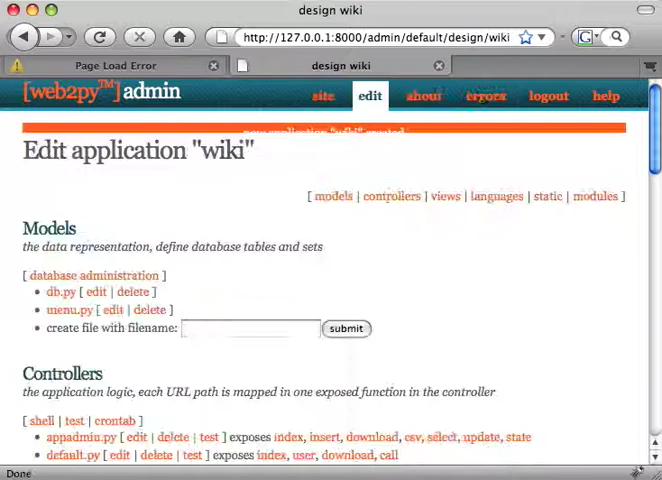 design wiki
http://127.0.0.1:8000/admin/default/design/wiki
G
Page Load Error
design wiki
[web2py™] admin
site edit about errors logout help
new application "wiki" created
Edit application "wiki"
[ models | controllers | views | languages | static | modules ]
Models
the data representation, define database tables and sets
[ database administration ]
db.py [ edit | delete ]
menu.py [ edit | delete ]
create file with filename: submit
Controllers
the application logic, each URL path is mapped in one exposed function in the controller
[ shell | test | crontab ]
appadmin.py [ edit | delete | test ] exposes index, insert, download, csv, select, update, state
default.py [ edit | delete | test ] exposes index, user, download, call
Done